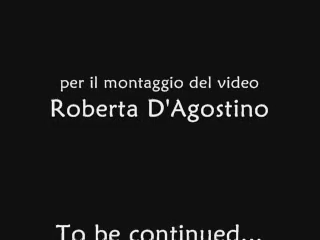 per il montaggio del video
Roberta D'Agostino
To be continued...